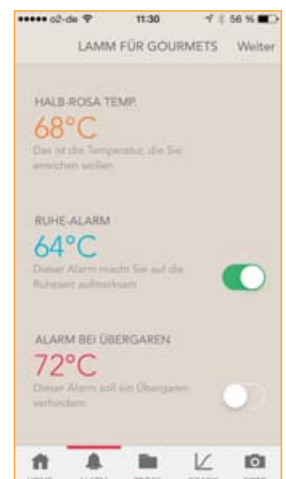 o2-de 11:30 56 %
LAMM FÜR GOURMETS Weiter
HALB-ROSA TEMP.
68°C
Das ist die Temperatur, die Sie
erreichen wollen
RUHE-ALARM
64°C
Dieser Alarm macht Sie auf die
Ruhezeit aufmerksam
ALARM BEI ÜBERGAREN
72°C
Dieser Alarm soll ein Übergaren
verhindern